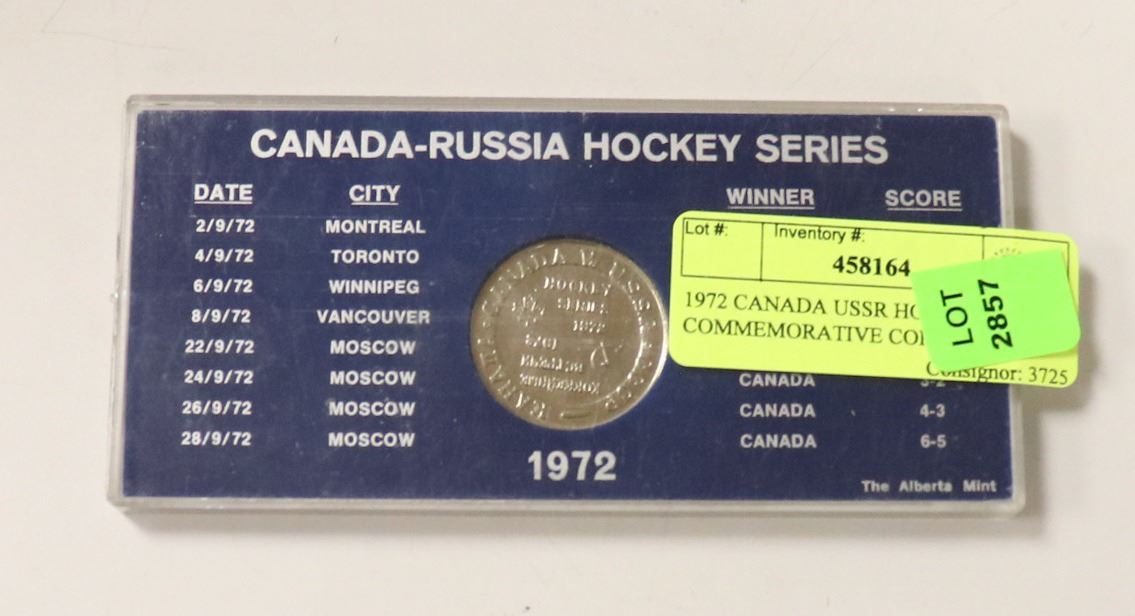 CANADA-RUSSIA HOCKEY SERIES
DATE CITY WINNER SCORE
2/9/72 MONTREAL
4/9/72 TORONTO
6/9/72 WINNIPEG
8/9/72 VANCOUVER
22/9/72 MOSCOW
24/9/72 MOSCOW CANADA 3-2
26/9/72 MOSCOW CANADA 4-3
28/9/72 MOSCOW CANADA 6-5
1972
The Alberta Mint
HOCKEY
SERIES
1972
Lot #: Inventory #:
458164
1972 CANADA USSR
COMMEMORATIVE
Consignor: 3725
LOT
2857